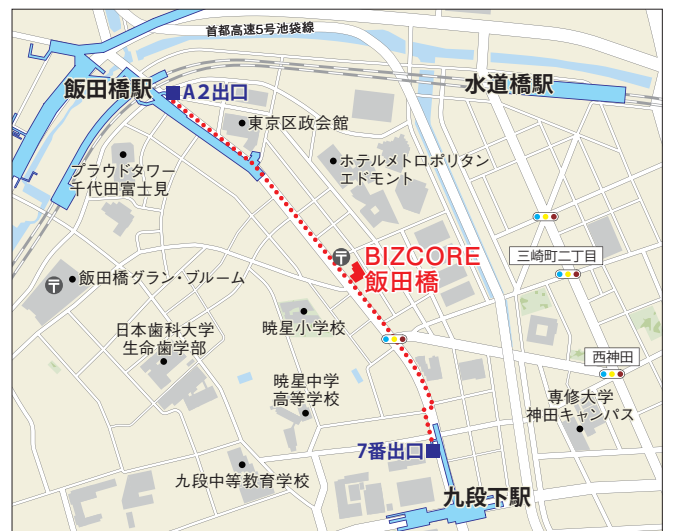 首都高速5号池袋線
飯田橋駅
A2出口
水道橋駅
東京区政会館
プラウドタワー
千代田富士見
ホテルメトロポリタン
エドモント
BIZCORE
飯田橋
三崎町二丁目
飯田橋グラン・ブルーム
暁星小学校
日本歯科大学
生命歯学部
西神田
暁星中学
高等学校
専修大学
神田キャンパス
7番出口
九段中等教育学校
九段下駅